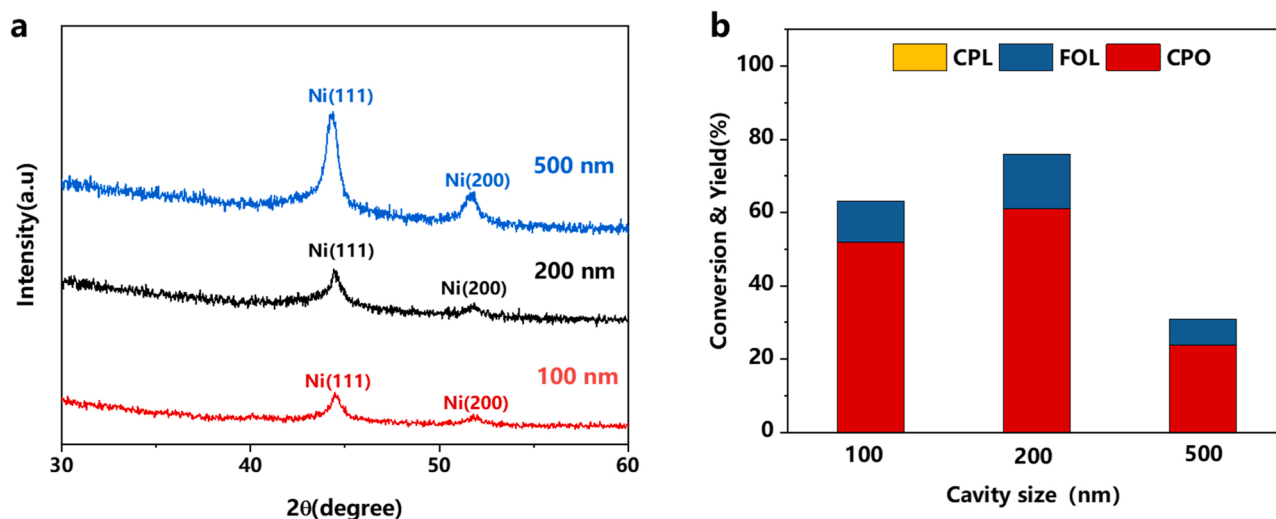 a
Intensity(a.u)
Ni(111)
500 nm
Ni(200)
Ni(111)
200 nm
Ni(200)
Ni(111)
100 nm
Ni(200)
30 40 50 60
2θ(degree)
b
CPL FOL CPO
Conversion & Yield(%)
100
80
60
40
20
0
100 200 500
Cavity size (nm)